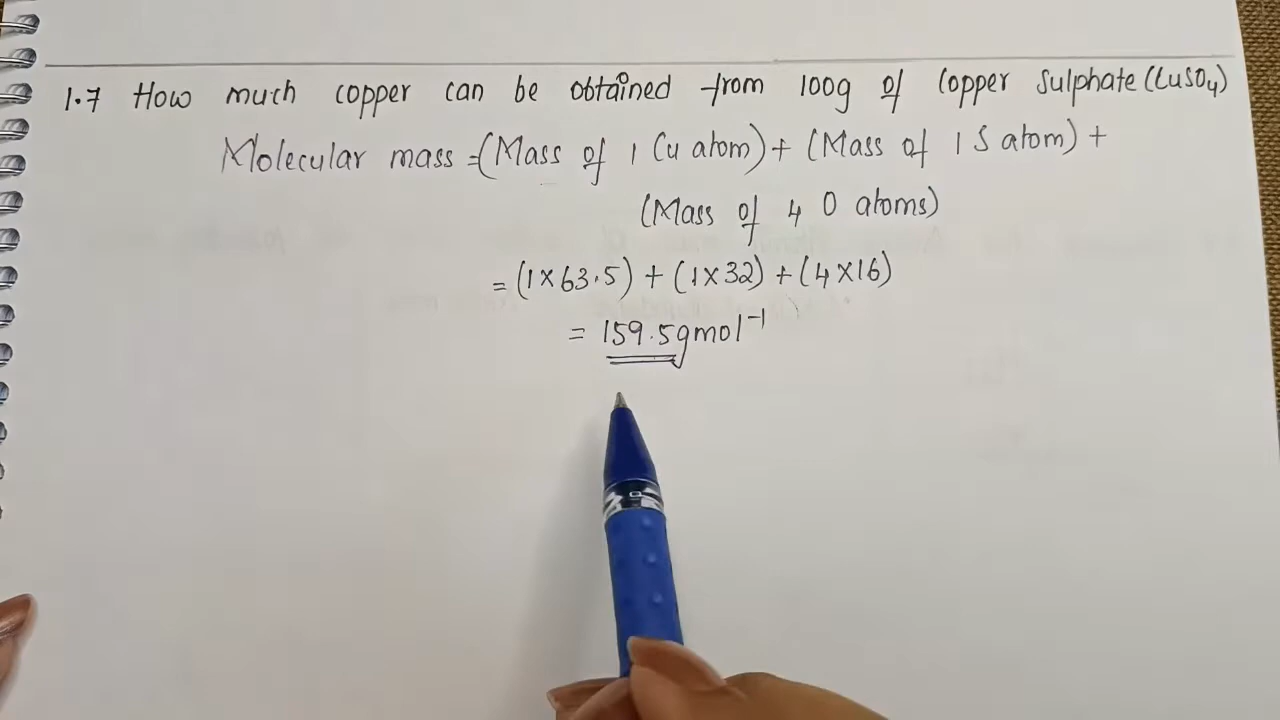 1.7 How much copper can be obtained from 100g of Copper Sulphate (CuSO₄)
Molecular mass = (Mass of 1 Cu atom) + (Mass of 1 S atom) +
(Mass of 4 O atoms)
= (1 × 63.5) + (1 × 32) + (4 × 16)
= 159.5gmol⁻¹